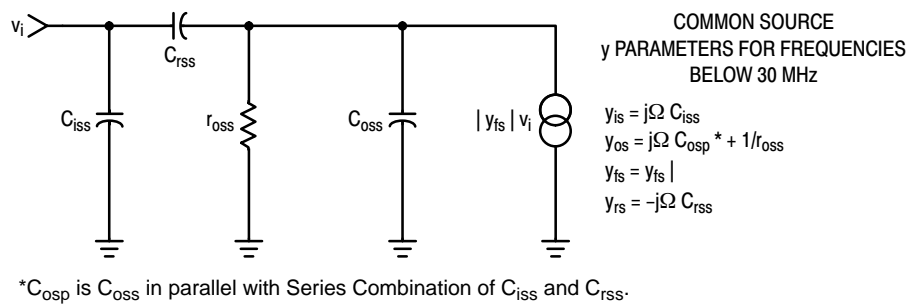 vi
Crss
Ciss
ross
Coss
| yfs | vi
COMMON SOURCE
y PARAMETERS FOR FREQUENCIES
BELOW 30 MHz
yis = jΩ Ciss
yos = jΩ Cosp * + 1/ross
yfs = yfs |
yrs = −jΩ Crss
*Cosp is Coss in parallel with Series Combination of Ciss and Crss.